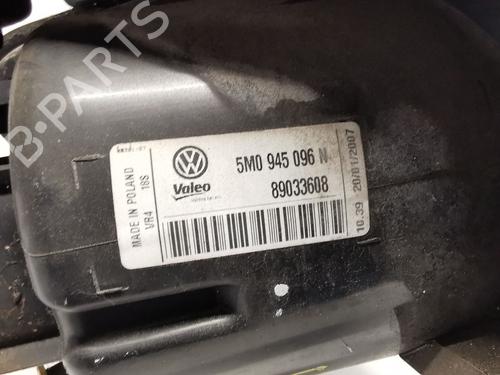 B-PARTS
5M0 945 096 N
Valeo
89033608
MADE IN POLAND
18S
VR4
10.39 20/01/2007